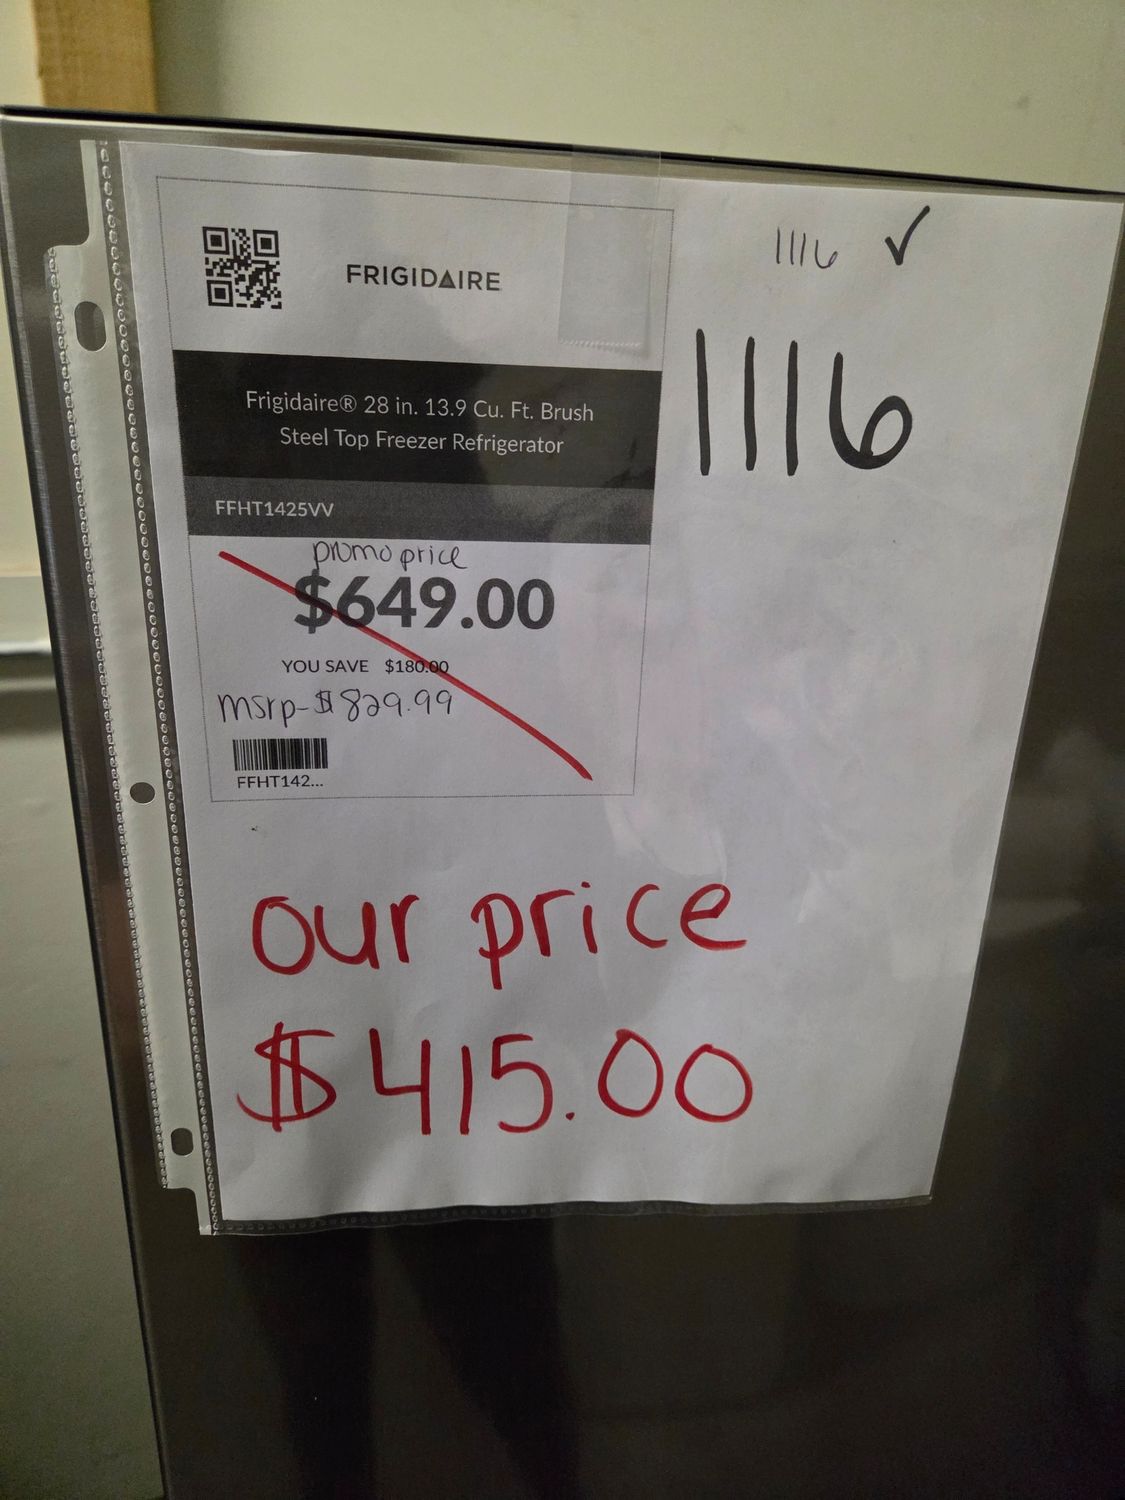 FRIGIDAIRE
1116 ✓
1116
Frigidaire® 28 in. 13.9 Cu. Ft. Brush
Steel Top Freezer Refrigerator
FFHT1425VV
promo price
$649.00
YOU SAVE $180.00
msrp-$829.99
FFHT142...
our price
$415.00